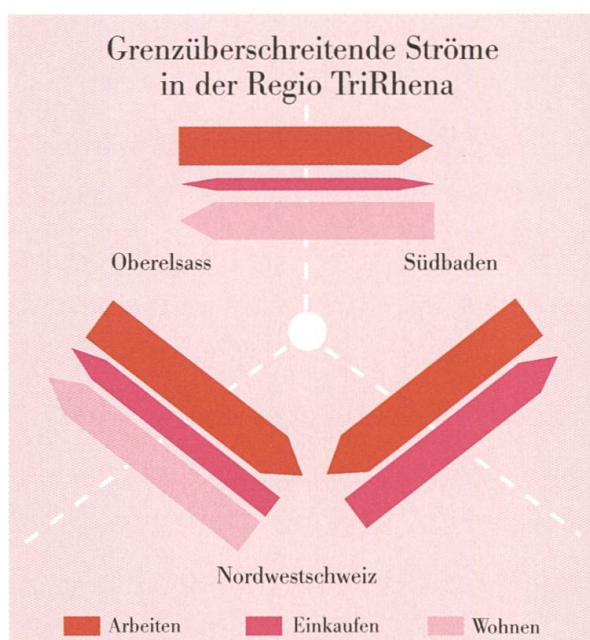 Grenzüberschreitende Ströme
in der Regio TriRhena
Oberelsass
Südbaden
Nordwestschweiz
Arbeiten
Einkaufen
Wohnen